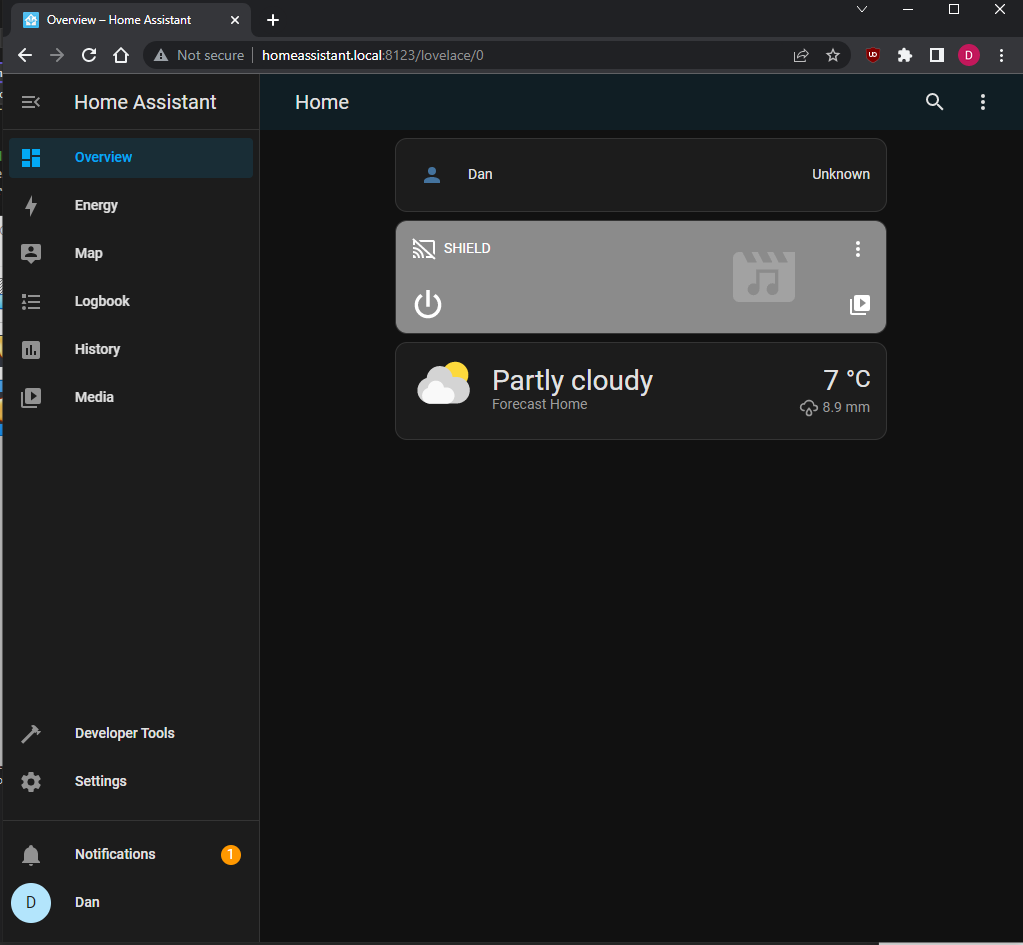 Overview – Home Assistant
Not secure
homeassistant.local:8123/lovelace/0
UO
D
Home Assistant
Home
Overview
Energy
Map
Logbook
History
Media
Dan
Unknown
SHIELD
Partly cloudy
Forecast Home
7 °C
8.9 mm
Developer Tools
Settings
Notifications
1
D
Dan